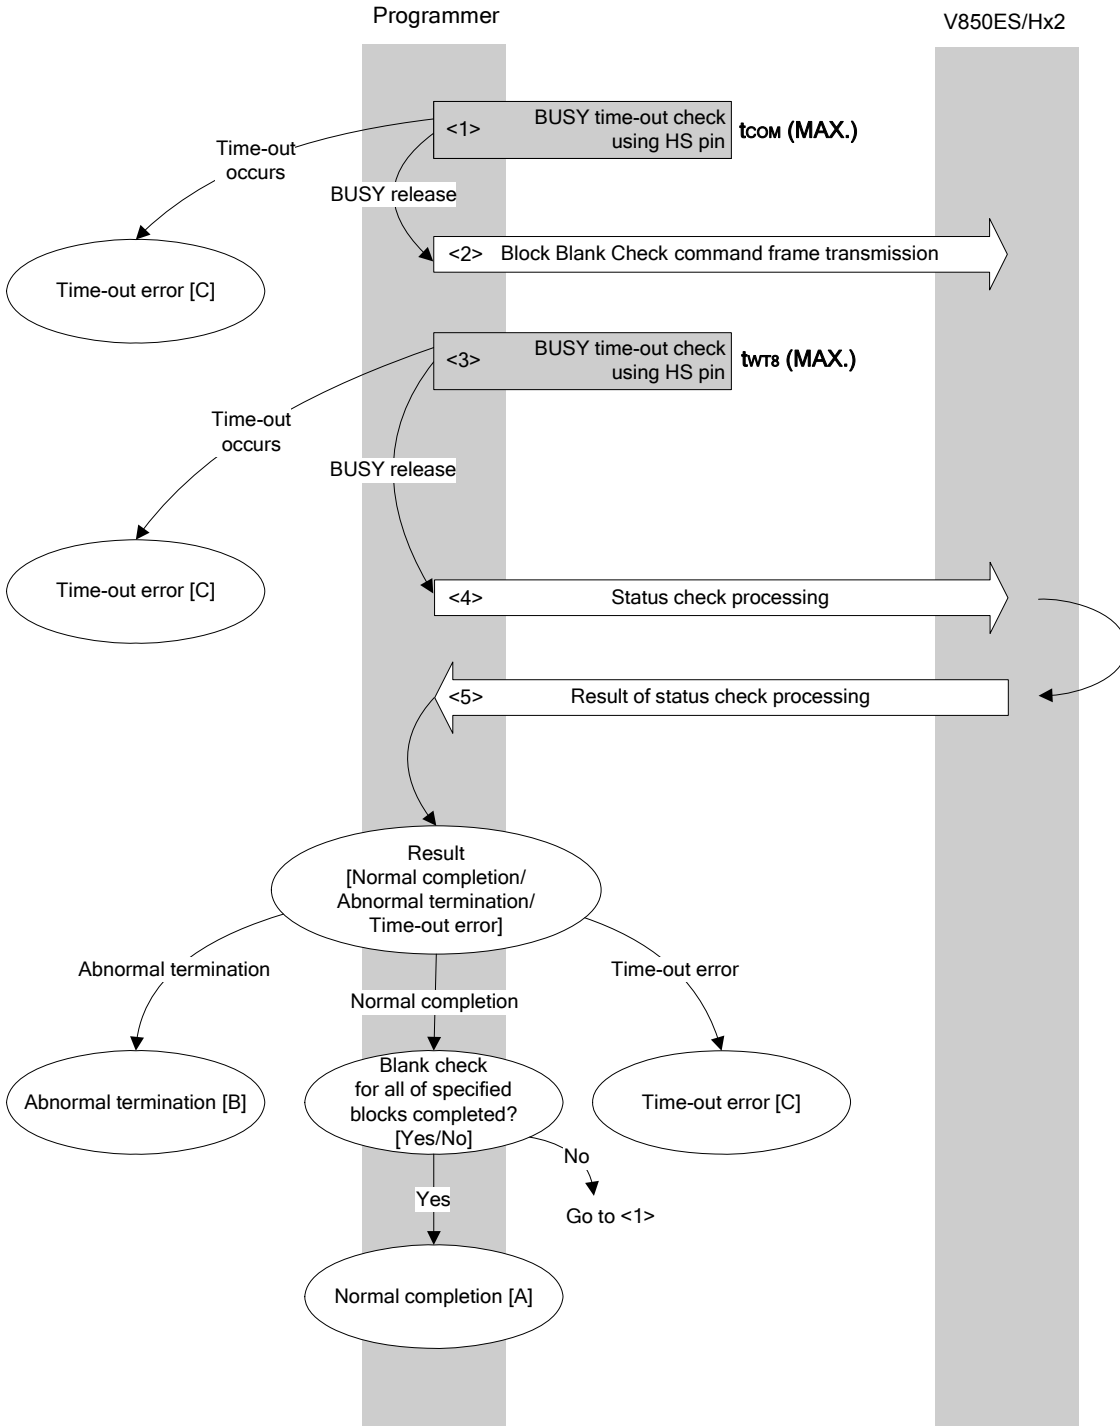 Programmer
V850ES/Hx2
<1>
BUSY time-out check
using HS pin
tCOM (MAX.)
Time-out
occurs
BUSY release
<2> Block Blank Check command frame transmission
Time-out error [C]
<3>
BUSY time-out check
using HS pin
tWT8 (MAX.)
Time-out
occurs
BUSY release
Time-out error [C]
<4> Status check processing
<5> Result of status check processing
Result
[Normal completion/
Abnormal termination/
Time-out error]
Abnormal termination
Time-out error
Normal completion
Abnormal termination [B]
Blank check
for all of specified
blocks completed?
[Yes/No]
Time-out error [C]
No
Yes
Go to <1>
Normal completion [A]